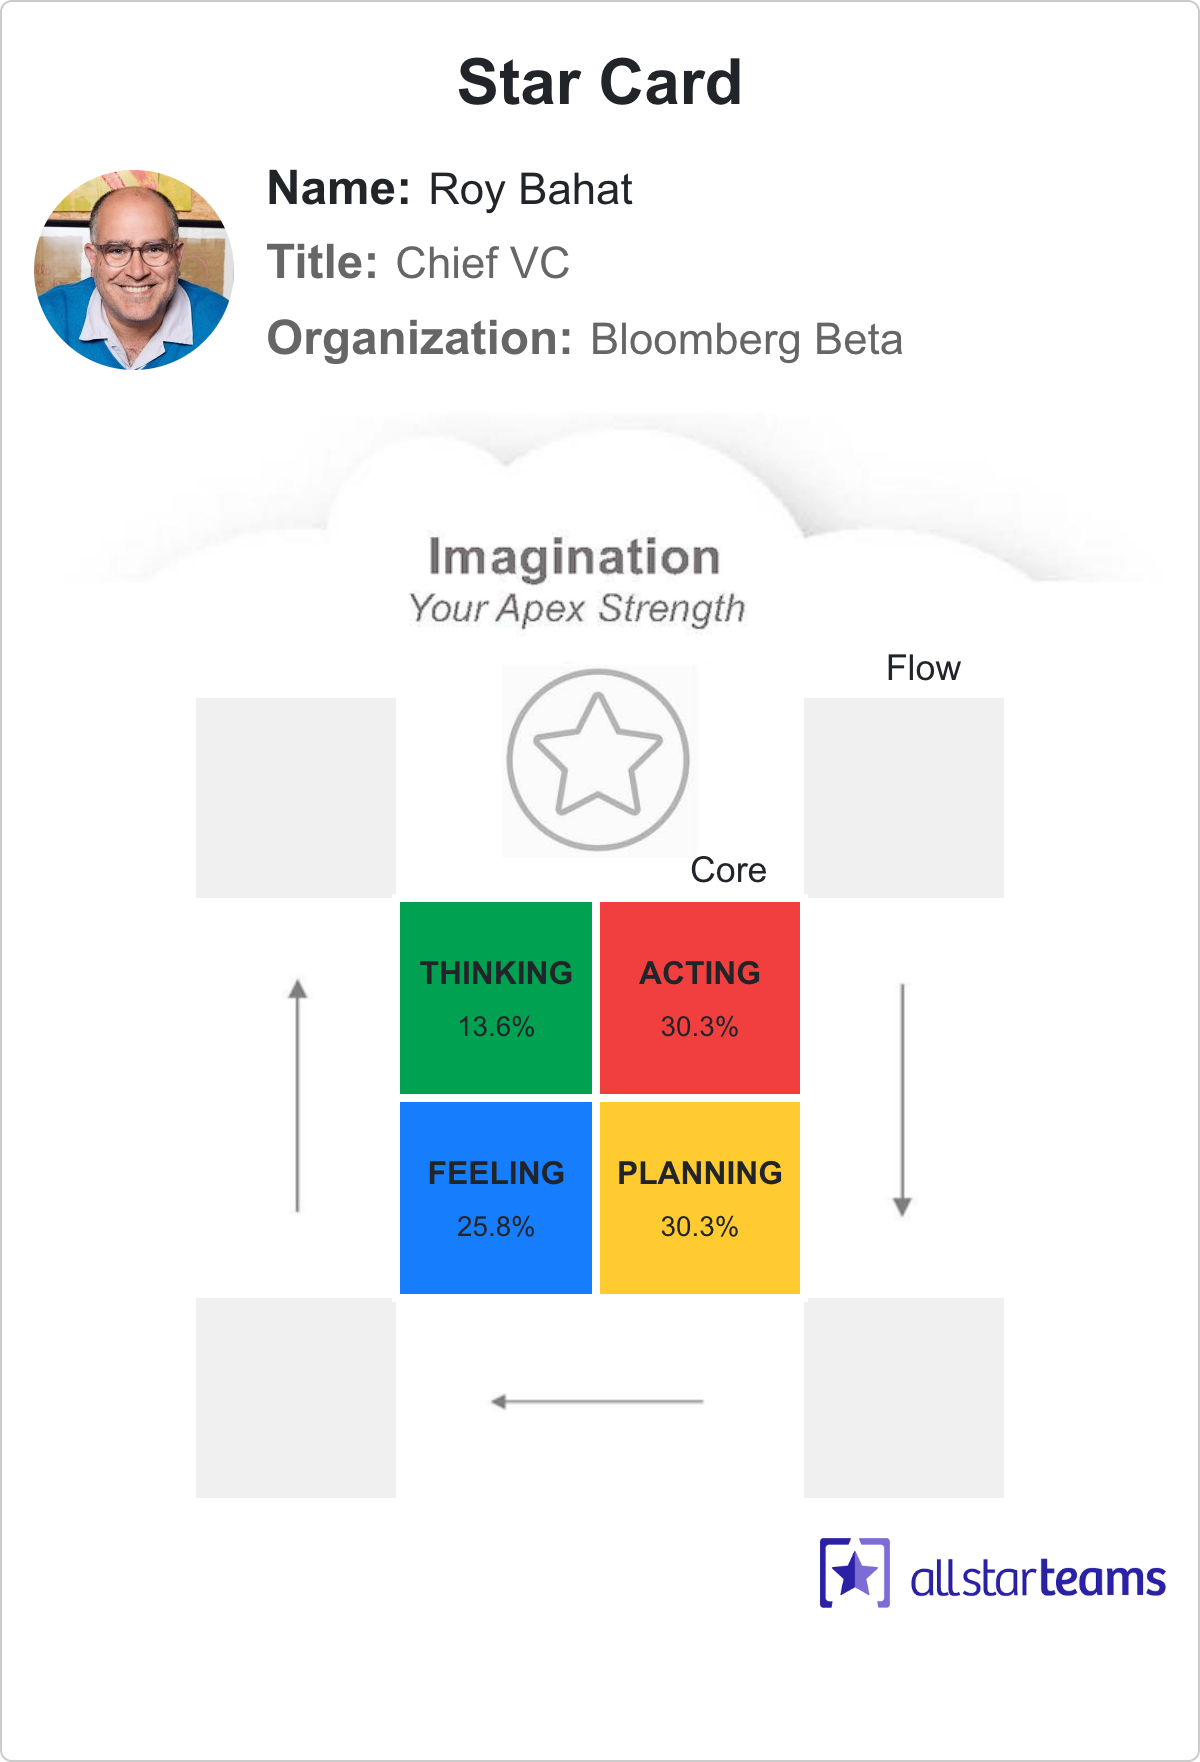 Star Card
Name: Roy Bahat
Title: Chief VC
Organization: Bloomberg Beta
Imagination
Your Apex Strength
Flow
Core
THINKING
13.6%
ACTING
30.3%
FEELING
25.8%
PLANNING
30.3%
allstarteams